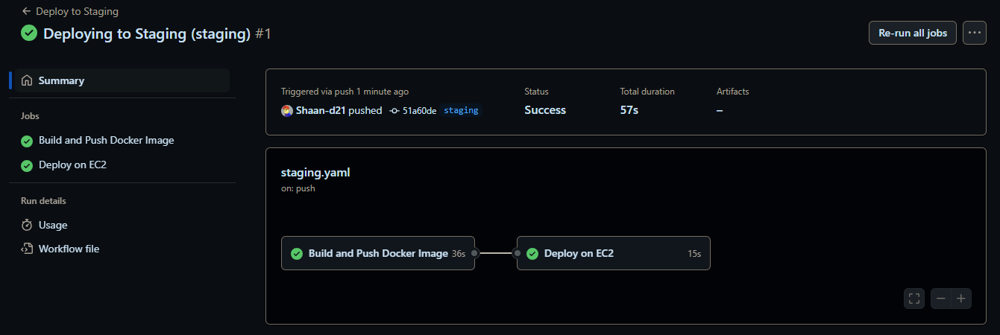 ← Deploy to Staging
Deploying to Staging (staging) #1
Re-run all jobs
Summary
Jobs
Build and Push Docker Image
Deploy on EC2
Run details
Usage
Workflow file
Triggered via push 1 minute ago
Shaan-d21 pushed 51a60de staging
Status
Success
Total duration
57s
Artifacts
–
staging.yaml
on: push
Build and Push Docker Image 36s
Deploy on EC2 15s